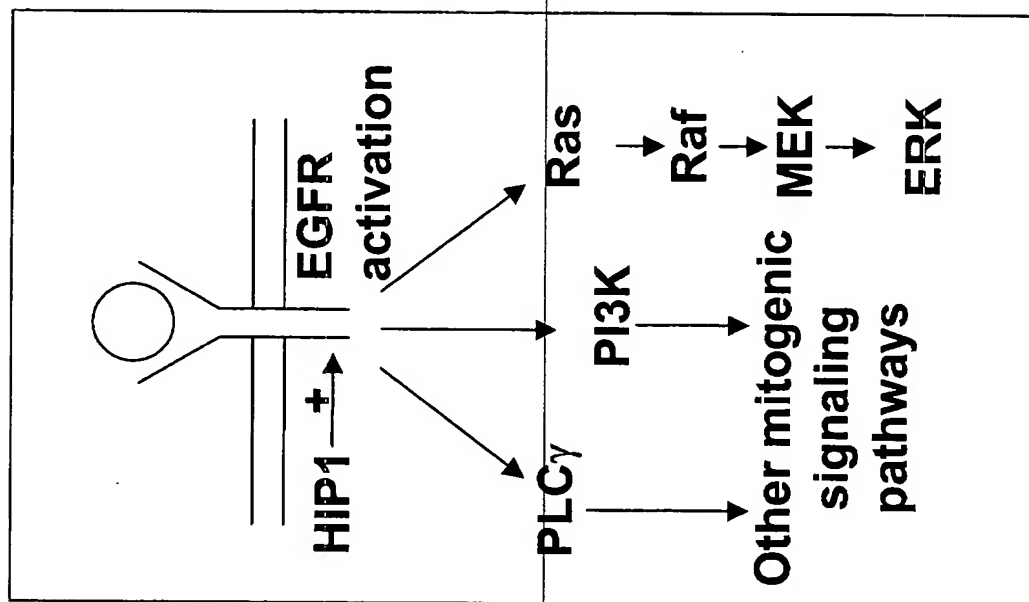 HIP1
+
EGFR
activation
PLCγ
PI3K
Ras
Raf
MEK
ERK
Other mitogenic
signaling
pathways